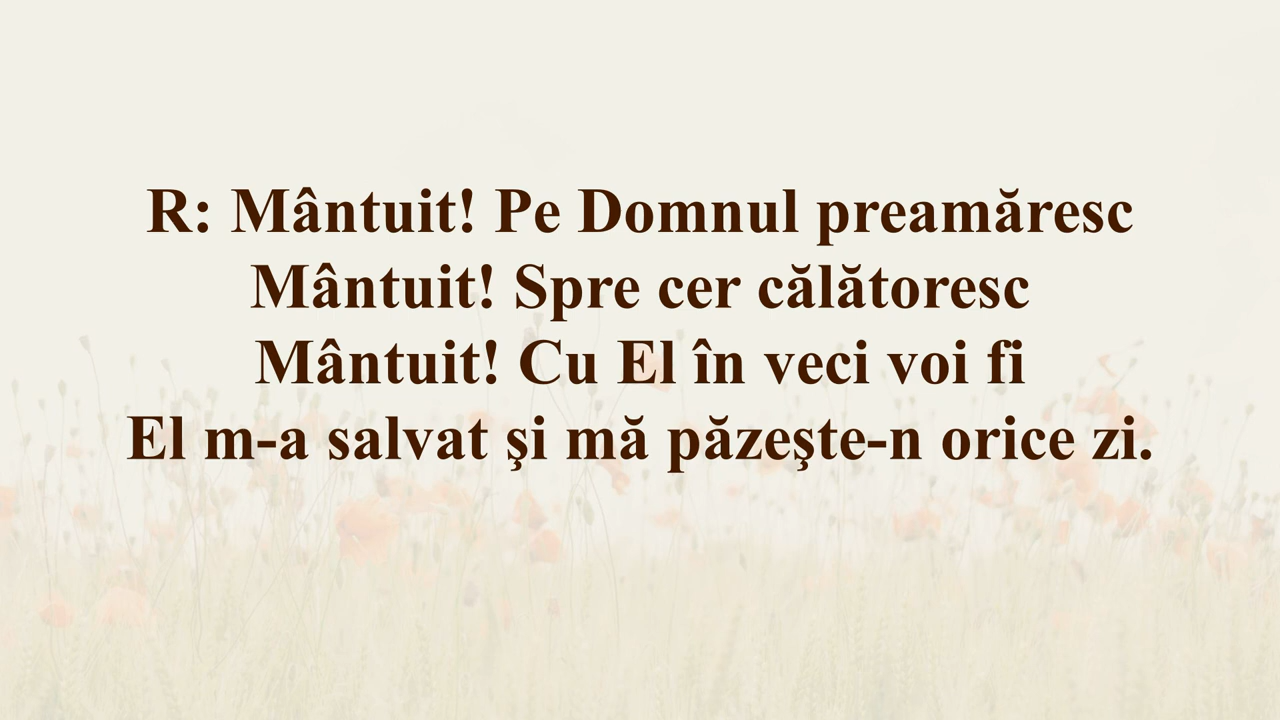 R: Mântuit! Pe Domnul preamăresc
Mântuit! Spre cer călătoresc
Mântuit! Cu El în veci voi fi
El m-a salvat şi mă păzeşte-n orice zi.